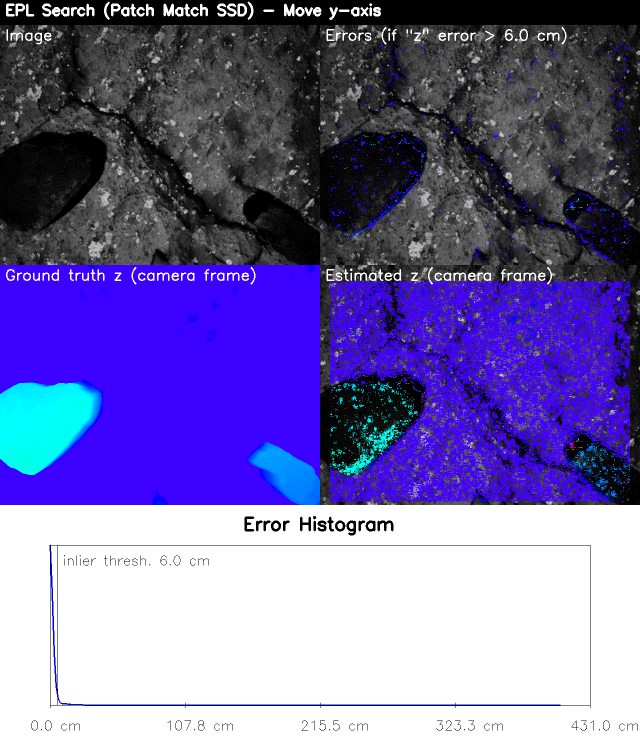 EPL Search (Patch Match SSD) - Move y-axis
Image
Errors (if "z" error > 6.0 cm)
Ground truth z (camera frame)
Estimated z (camera frame)
Error Histogram
inlier thresh. 6.0 cm
0.0 cm
107.8 cm
215.5 cm
323.3 cm
431.0 cm